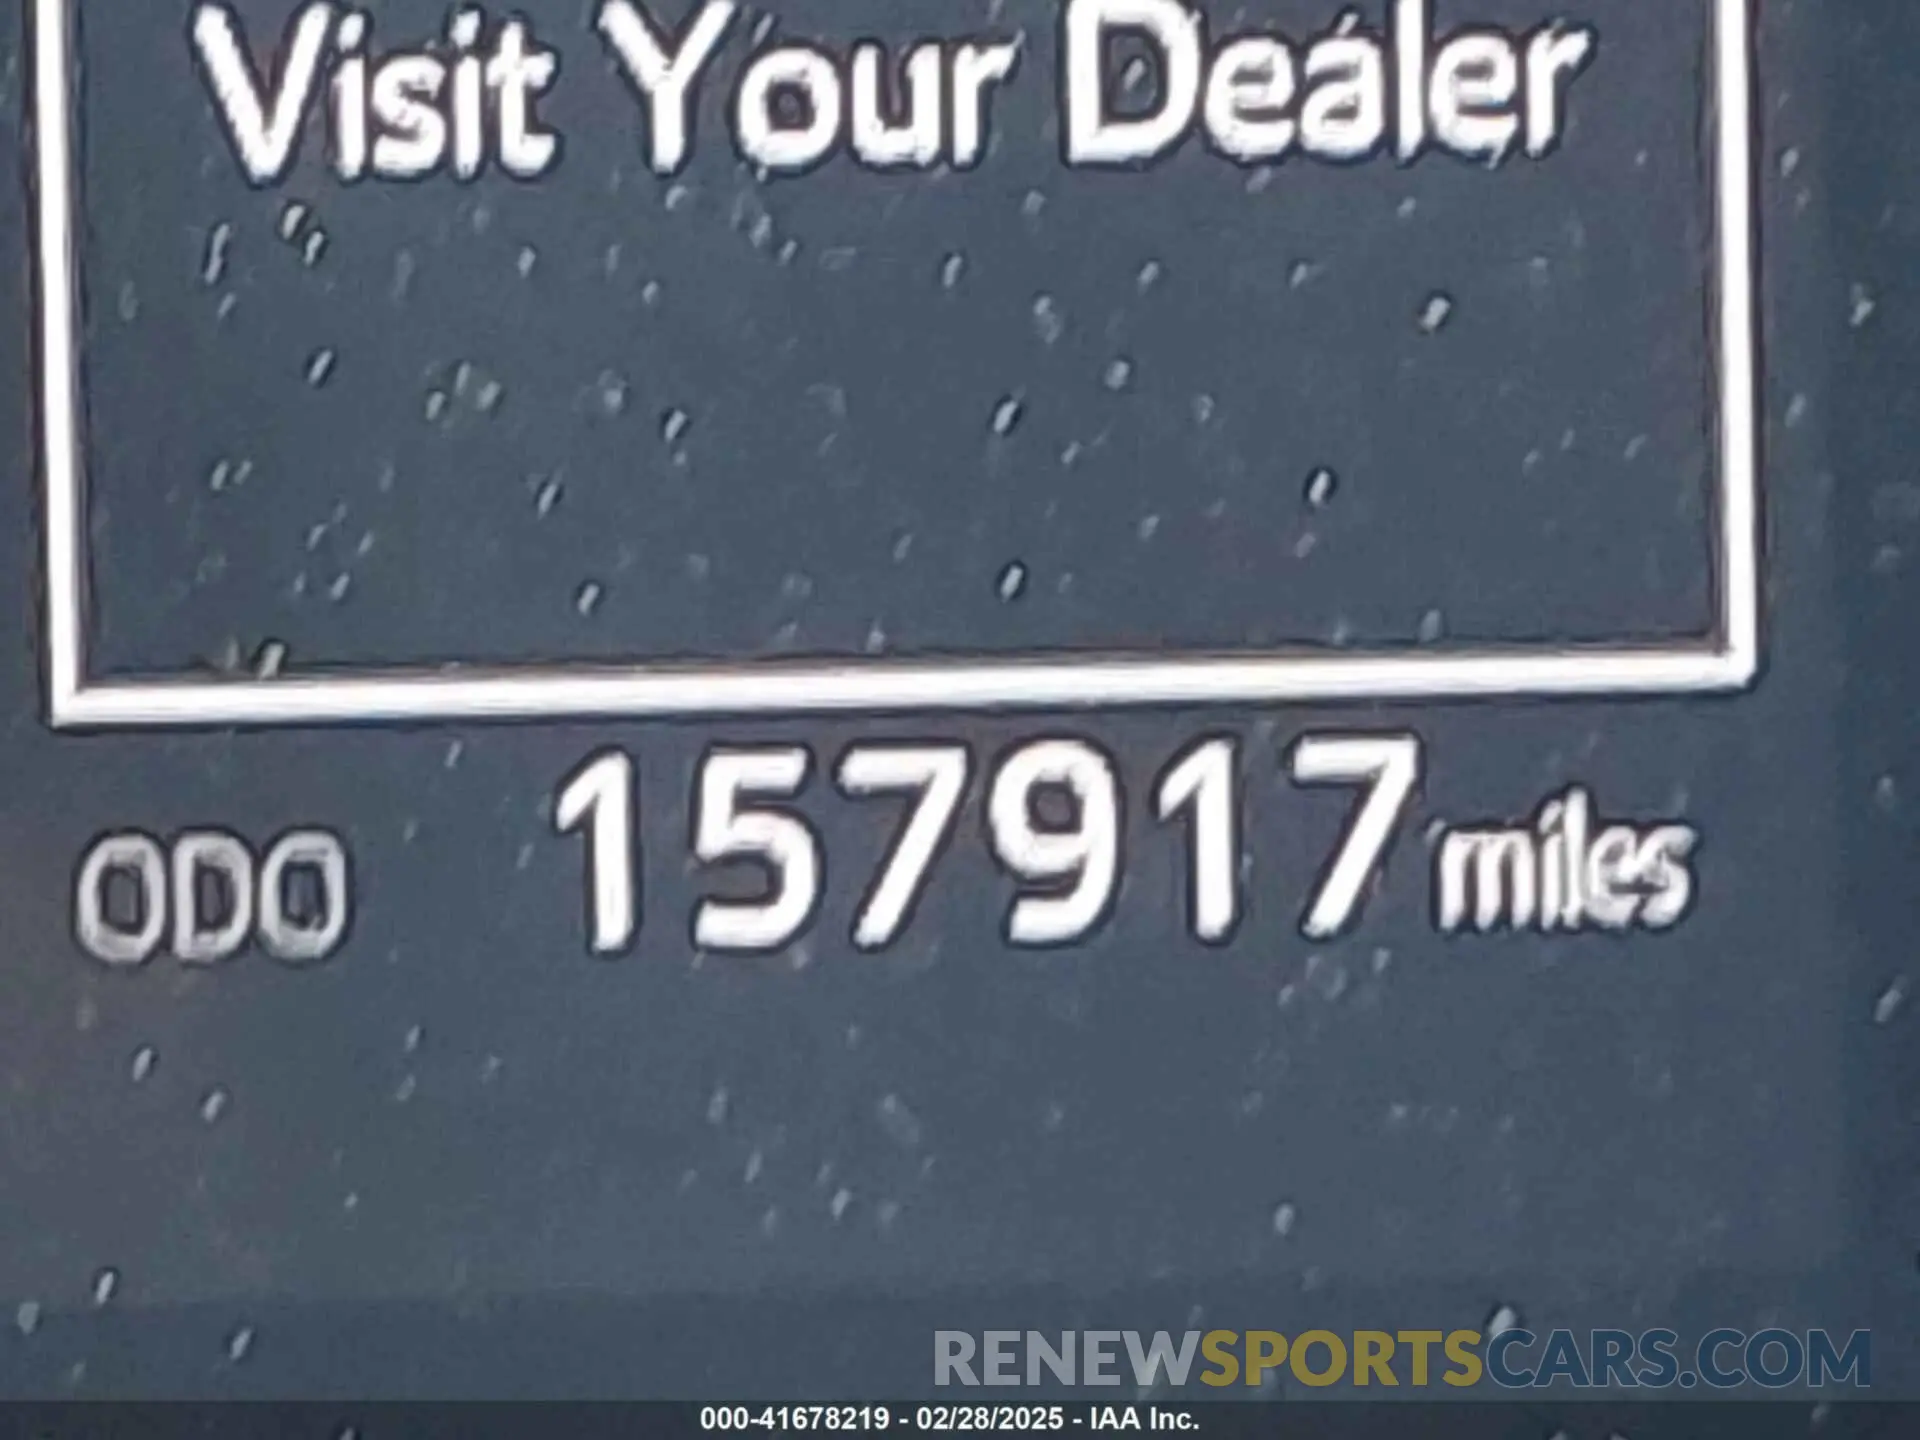 Visit Your Dealer
ODO 157917 miles
RENEWSPORTSCARS.COM
000-41678219 - 02/28/2025 - IAA Inc.